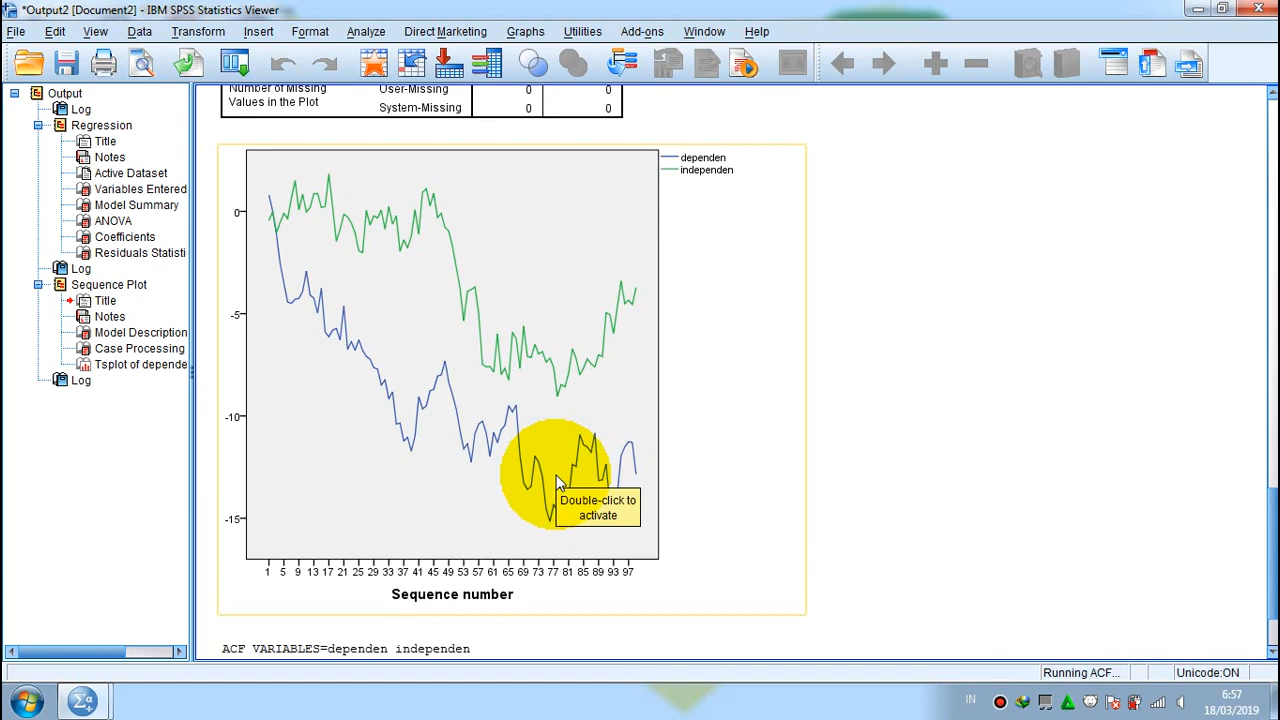 *Output2 [Document2] - IBM SPSS Statistics Viewer
File Edit View Data Transform Insert Format Analyze Direct Marketing Graphs Utilities Add-ons Window Help
Output
Log
Regression
Title
Notes
Active Dataset
Variables Entered
Model Summary
ANOVA
Coefficients
Residuals Statisti
Log
Sequence Plot
Title
Notes
Model Description
Case Processing
Tsplot of depende
Log
Number of Missing Values in the Plot
User-Missing 0 0
System-Missing 0 0
dependen
independen
0
-5
-10
-15
Double-click to
activate
1 5 9 13 17 21 25 29 33 37 41 45 49 53 57 61 65 69 73 77 81 85 89 93 97
Sequence number
ACF VARIABLES=dependen independen
Running ACF... Unicode:ON
IN 6:57
18/03/2019